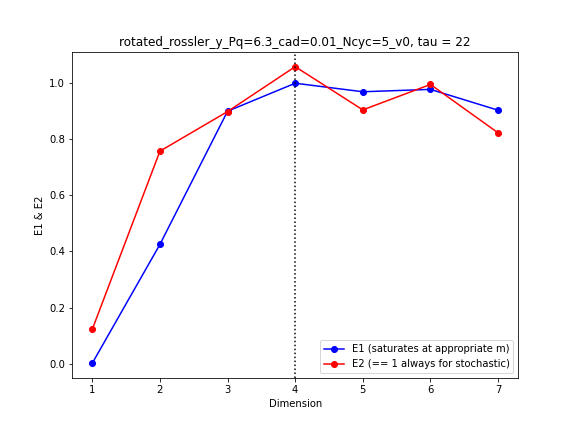 rotated_rossler_y_Pq=6.3_cad=0.01_Ncyc=5_v0, tau = 22
E1 & E2
1.0
0.8
0.6
0.4
0.2
0.0
E1 (saturates at appropriate m)
E2 (== 1 always for stochastic)
1 2 3 4 5 6 7
Dimension